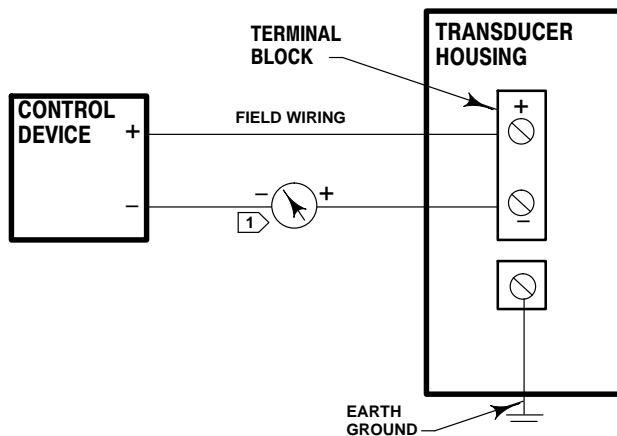 TERMINAL
BLOCK
TRANSDUCER
HOUSING
CONTROL
DEVICE
+
−
FIELD WIRING
−
+
1
+
−
EARTH
GROUND